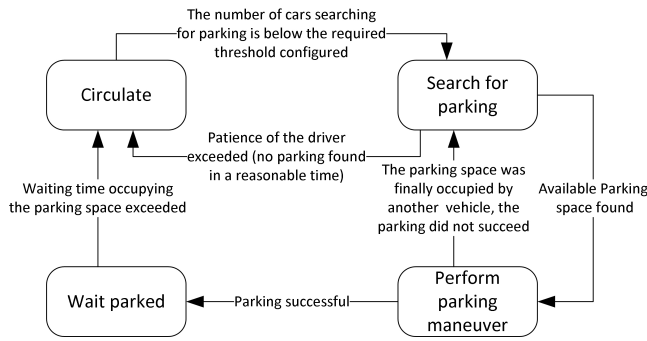 The number of cars searching
for parking is below the required
threshold configured
Circulate
Search for
parking
Patience of the driver
exceeded (no parking found
in a reasonable time)
The parking space was
finally occupied by
another vehicle, the
parking did not succeed
Waiting time occupying
the parking space exceeded
Available Parking
space found
Wait parked
Parking successful
Perform
parking
maneuver